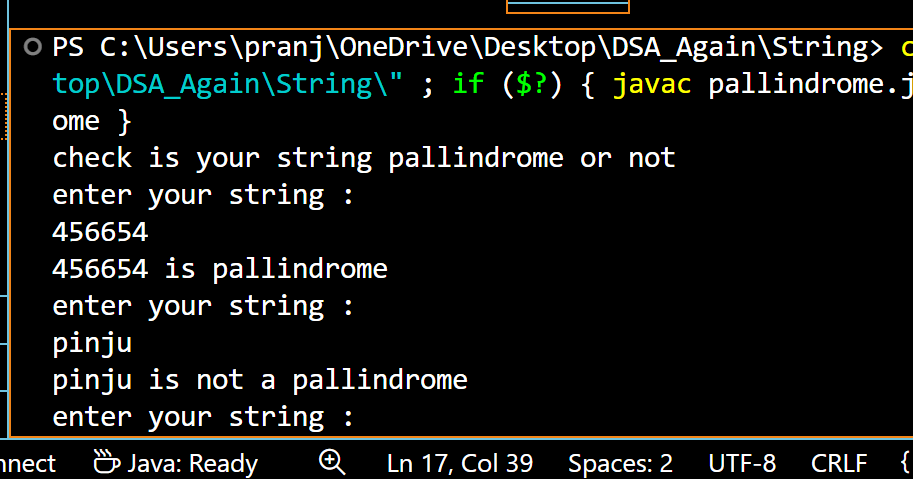 PS C:\Users\pranj\OneDrive\Desktop\DSA_Again\String> c
top\DSA_Again\String\" ; if ($?) { javac pallindrome.j
ome }
check is your string pallindrome or not
enter your string :
456654
456654 is pallindrome
enter your string :
pinju
pinju is not a pallindrome
enter your string :
nnect Java: Ready Ln 17, Col 39 Spaces: 2 UTF-8 CRLF {